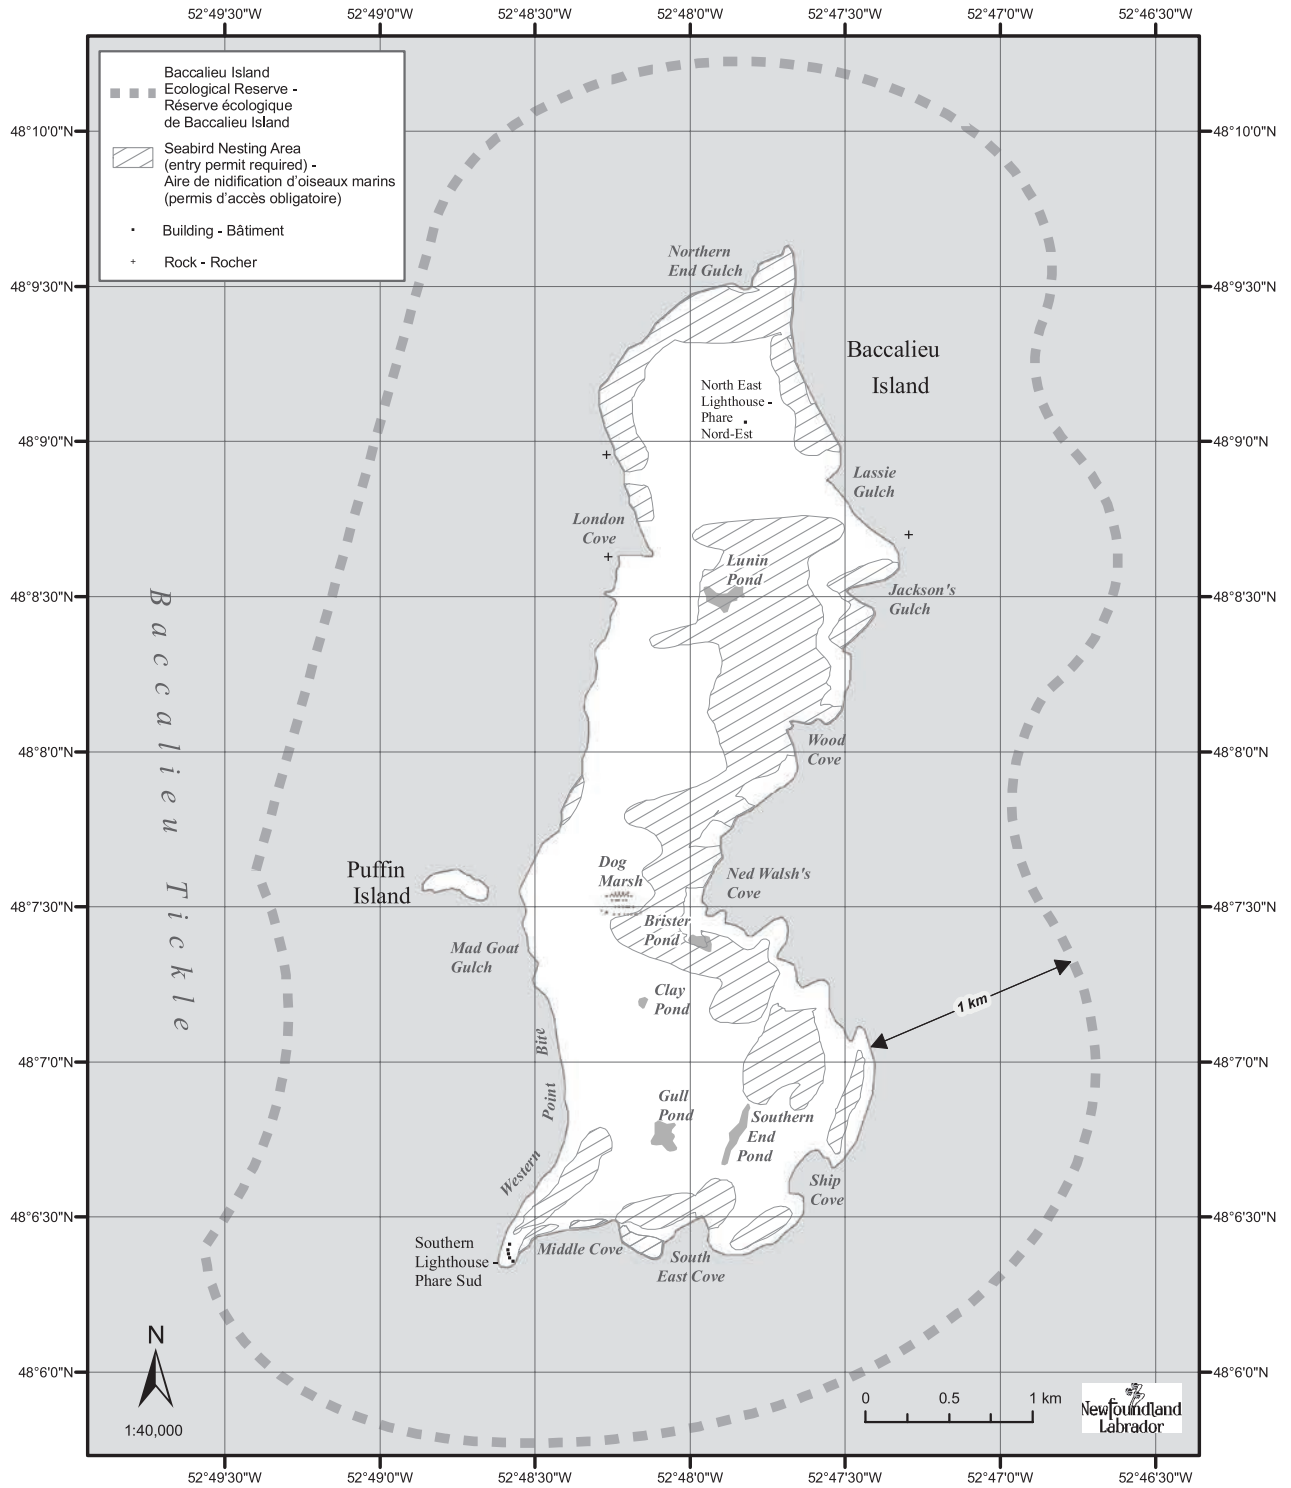 52°49'30"W
52°49'0"W
52°48'30"W
52°48'0"W
52°47'30"W
52°47'0"W
52°46'30"W
Baccalieu Island
Ecological Reserve -
Réserve écologique
de Baccalieu Island
Seabird Nesting Area
(entry permit required) -
Aire de nidification d'oiseaux marins
(permis d'accès obligatoire)
Building - Bâtiment
Rock - Rocher
48°10'0"N
48°10'0"N
Northern
End Gulch
48°9'30"N
48°9'30"N
Baccalieu
Island
North East
Lighthouse -
Phare
Nord-Est
48°9'0"N
48°9'0"N
Lassie
Gulch
London
Cove
Lunin
Pond
Jackson's
Gulch
48°8'30"N
48°8'30"N
Baccalieu Tickle
Wood
Cove
48°8'0"N
48°8'0"N
Puffin
Island
Dog
Marsh
Ned Walsh's
Cove
48°7'30"N
48°7'30"N
Brister
Pond
Mad Goat
Gulch
Clay
Pond
1 km
48°7'0"N
48°7'0"N
Western Point Bite
Gull
Pond
Southern
End
Pond
Ship
Cove
48°6'30"N
48°6'30"N
Southern
Lighthouse -
Phare Sud
Middle Cove
South
East Cove
N
1:40,000
48°6'0"N
48°6'0"N
0 0.5 1 km
Newfoundland
Labrador
52°49'30"W
52°49'0"W
52°48'30"W
52°48'0"W
52°47'30"W
52°47'0"W
52°46'30"W